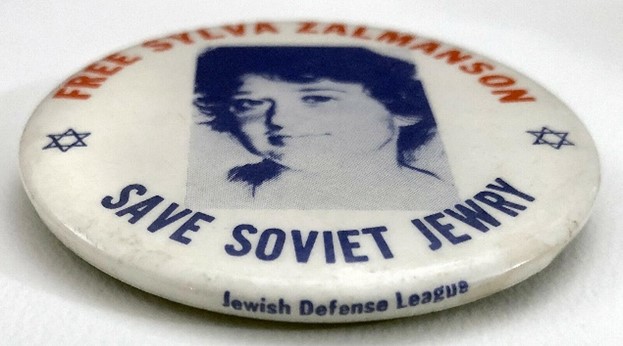 FREE SYLVA ZALMANSON
SAVE SOVIET JEWRY
Jewish Defense League